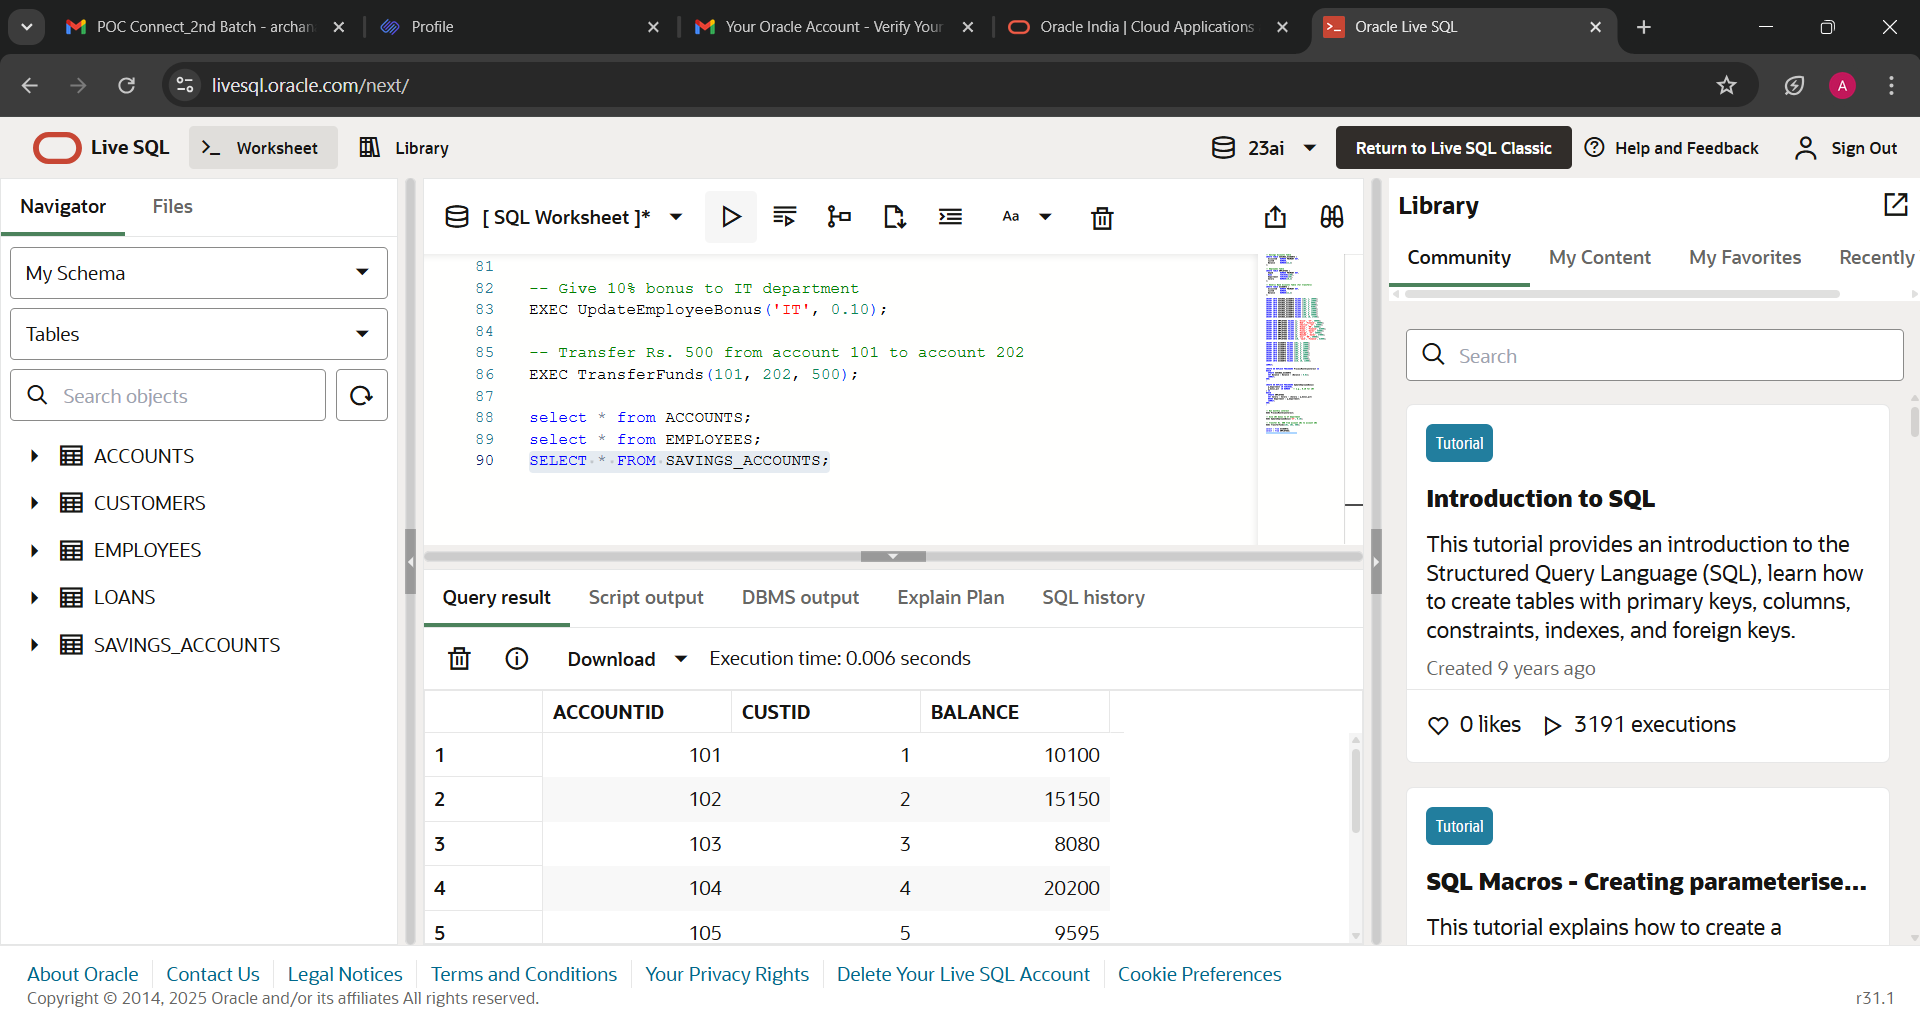 POC Connect_2nd Batch - archan
Profile
Your Oracle Account - Verify Your
Oracle India | Cloud Applications
Oracle Live SQL
livesql.oracle.com/next/
A
Live SQL
Worksheet
Library
23ai
Return to Live SQL Classic
Help and Feedback
Sign Out
Navigator
Files
My Schema
Tables
Search objects
ACCOUNTS
CUSTOMERS
EMPLOYEES
LOANS
SAVINGS_ACCOUNTS
[ SQL Worksheet ]*
Aa
81
82 -- Give 10% bonus to IT department
83 EXEC UpdateEmployeeBonus('IT', 0.10);
84
85 -- Transfer Rs. 500 from account 101 to account 202
86 EXEC TransferFunds(101, 202, 500);
87
88 select * from ACCOUNTS;
89 select * from EMPLOYEES;
90 SELECT * FROM SAVINGS_ACCOUNTS;
Query result
Script output
DBMS output
Explain Plan
SQL history
Download
Execution time: 0.006 seconds
ACCOUNTID CUSTID BALANCE
1 101 1 10100
2 102 2 15150
3 103 3 8080
4 104 4 20200
5 105 5 9595
Library
Community
My Content
My Favorites
Recently
Search
Tutorial
Introduction to SQL
This tutorial provides an introduction to the
Structured Query Language (SQL), learn how
to create tables with primary keys, columns,
constraints, indexes, and foreign keys.
Created 9 years ago
0 likes
3191 executions
Tutorial
SQL Macros - Creating parameterise...
This tutorial explains how to create a
About Oracle
Contact Us
Legal Notices
Terms and Conditions
Your Privacy Rights
Delete Your Live SQL Account
Cookie Preferences
Copyright © 2014, 2025 Oracle and/or its affiliates All rights reserved.
r31.1